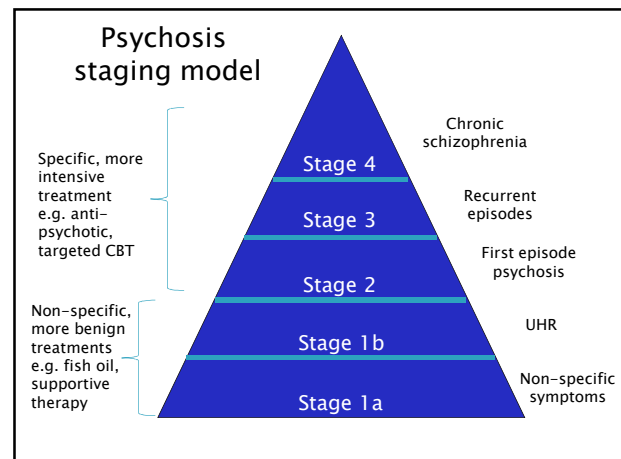 Psychosis
staging model
Specific, more
intensive
treatment
e.g. anti-
psychotic,
targeted CBT
Non-specific,
more benign
treatments
e.g. fish oil,
supportive
therapy
Stage 4
Stage 3
Stage 2
Stage 1b
Stage 1a
Chronic
schizophrenia
Recurrent
episodes
First episode
psychosis
UHR
Non-specific
symptoms